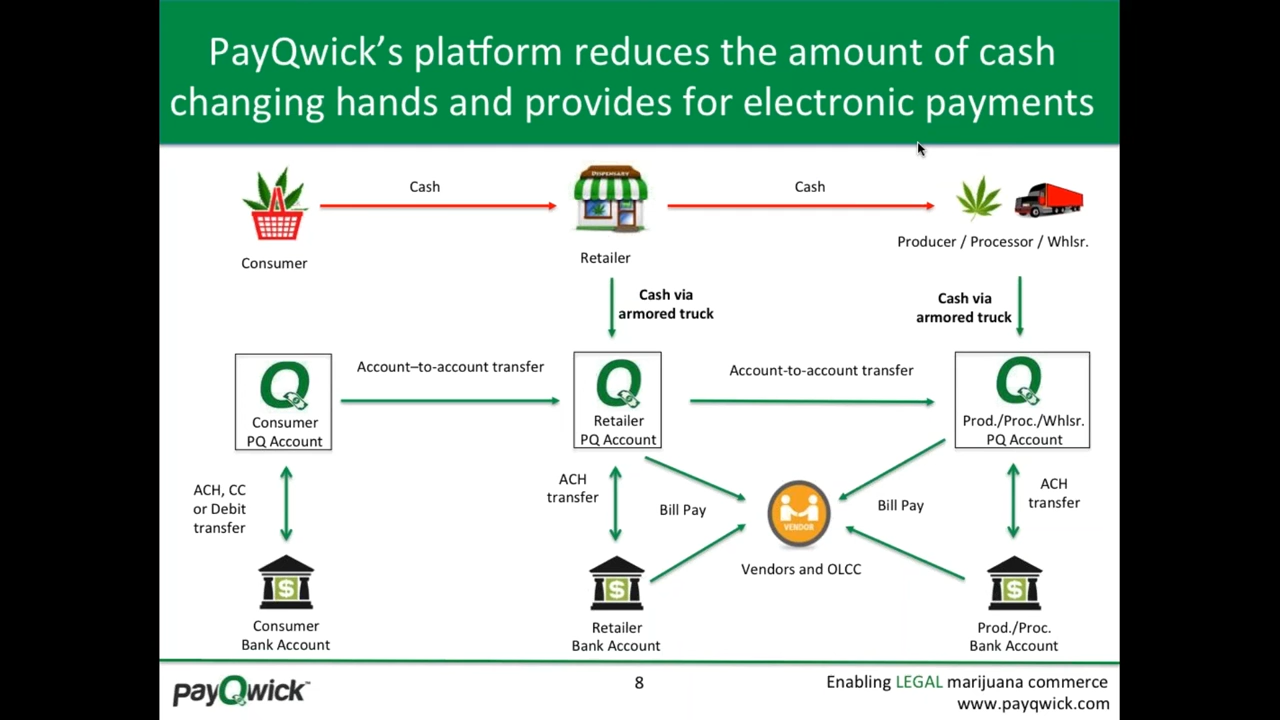 PayQwick’s platform reduces the amount of cash
changing hands and provides for electronic payments
Cash
Cash
DISPENSARY
Consumer
Retailer
Producer / Processor / Whlsr.
Cash via
armored truck
Cash via
armored truck
Account–to-account transfer
Account-to-account transfer
Q
Consumer
PQ Account
Q
Retailer
PQ Account
Q
Prod./Proc./Whlsr.
PQ Account
ACH, CC
or Debit
transfer
ACH
transfer
Bill Pay
VENDOR
Bill Pay
ACH
transfer
Vendors and OLCC
$
Consumer
Bank Account
$
Retailer
Bank Account
$
Prod./Proc.
Bank Account
payQwick™
8
Enabling LEGAL marijuana commerce
www.payqwick.com